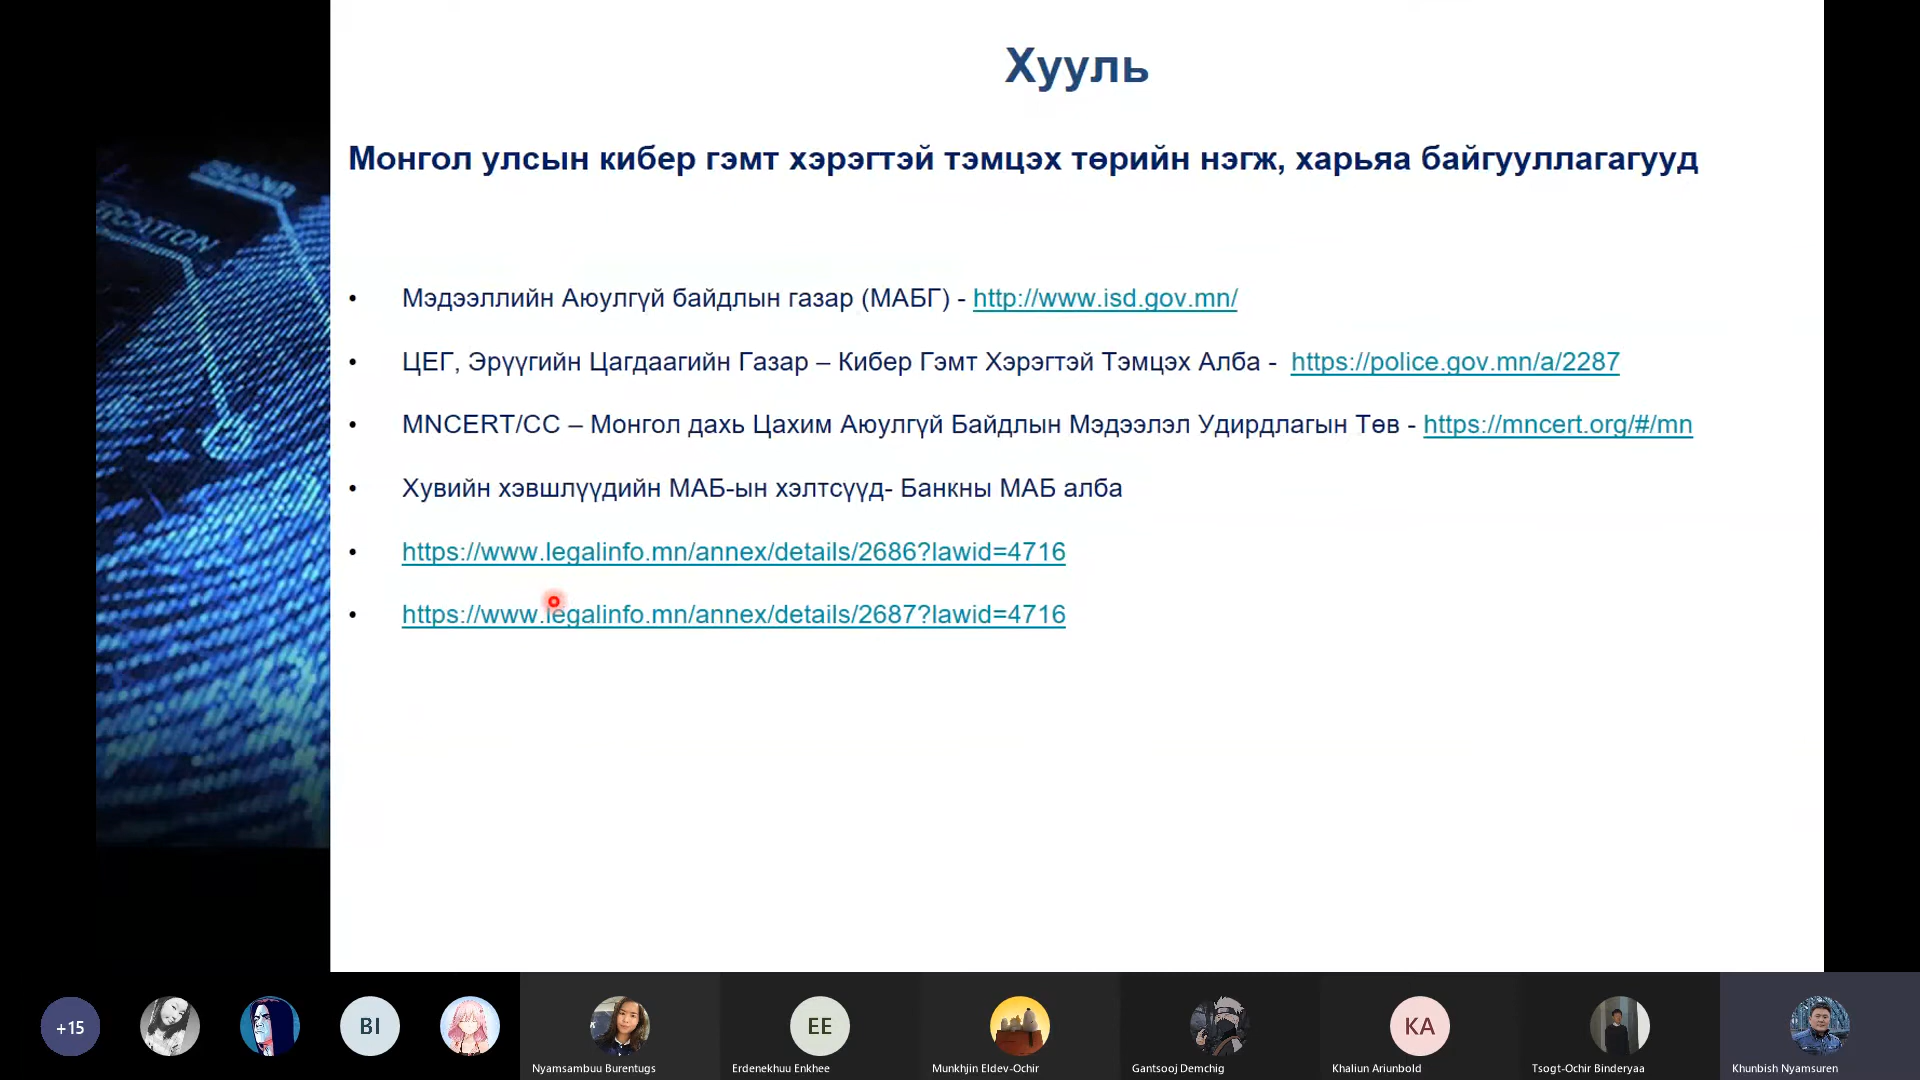 Хууль
Монгол улсын кибер гэмт хэрэгтэй тэмцэх төрийн нэгж, харьяа байгууллагагууд
ISLAND
CATION
• Мэдээллийн Аюулгүй байдлын газар (МАБГ) - http://www.isd.gov.mn/
• ЦЕГ, Эрүүгийн Цагдаагийн Газар – Кибер Гэмт Хэрэгтэй Тэмцэх Алба - https://police.gov.mn/a/2287
• MNCERT/CC – Монгол дахь Цахим Аюулгүй Байдлын Мэдээлэл Удирдлагын Төв - https://mncert.org/#/mn
• Хувийн хэвшлүүдийн МАБ-ын хэлтсүүд- Банкны МАБ алба
• https://www.legalinfo.mn/annex/details/2686?lawid=4716
• https://www.legalinfo.mn/annex/details/2687?lawid=4716
+15
BI
EE
KA
Nyamsambuu Burentugs
Erdenekhuu Enkhee
Munkhjin Eldev-Ochir
Gantsooj Demchig
Khaliun Ariunbold
Tsogt-Ochir Binderyaa
Khunbish Nyamsuren